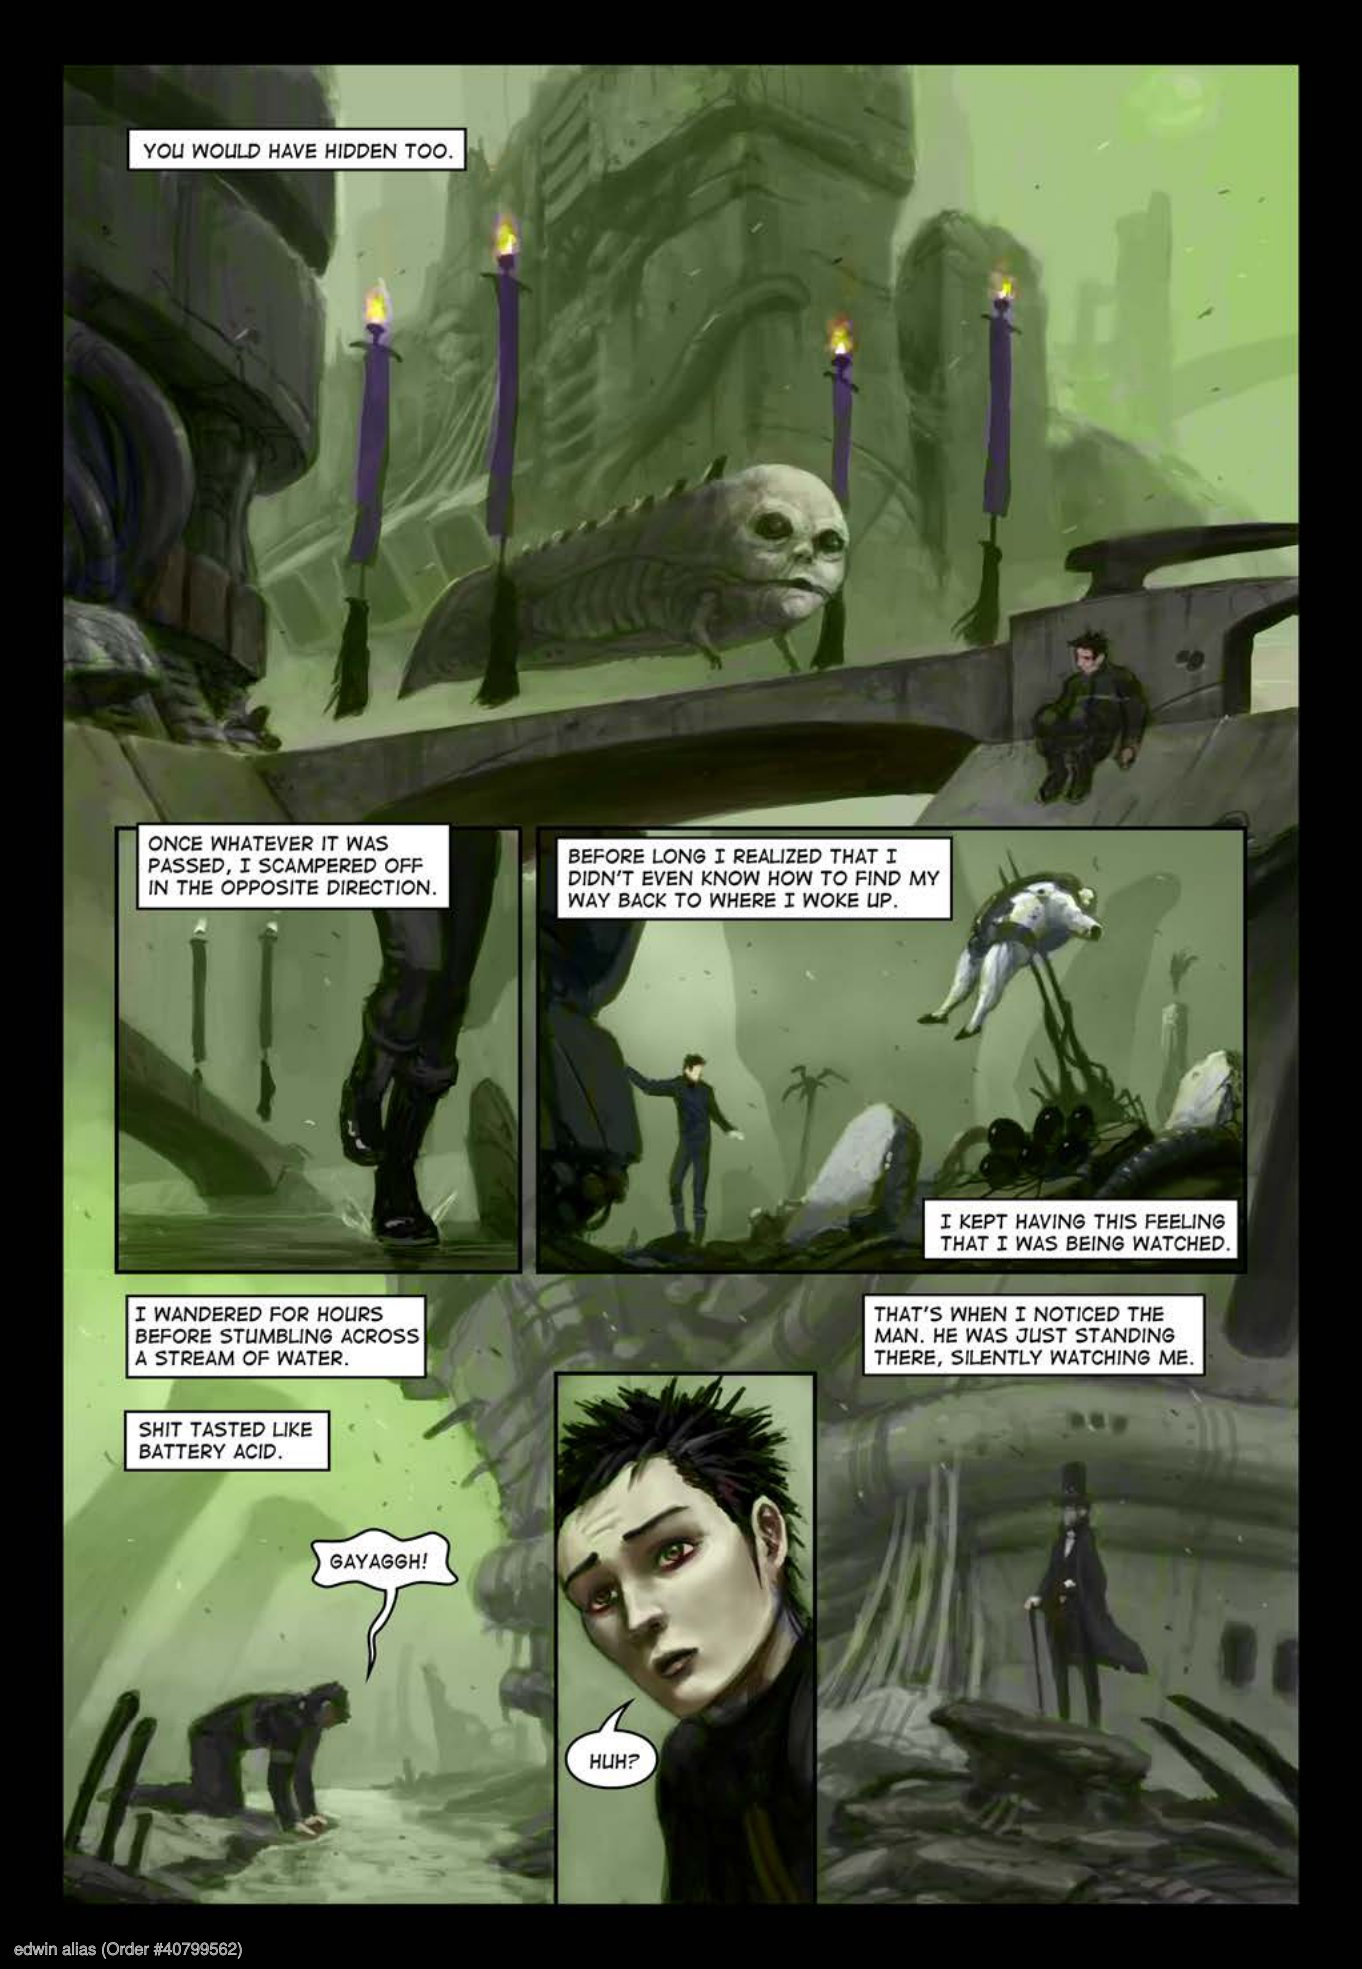 YOU WOULD HAVE HIDDEN TOO.
ONCE WHATEVER IT WAS
PASSED, I SCAMPERED OFF
IN THE OPPOSITE DIRECTION.
BEFORE LONG I REALIZED THAT I
DIDN'T EVEN KNOW HOW TO FIND MY
WAY BACK TO WHERE I WOKE UP.
I KEPT HAVING THIS FEELING
THAT I WAS BEING WATCHED.
I WANDERED FOR HOURS
BEFORE STUMBLING ACROSS
A STREAM OF WATER.
SHIT TASTED LIKE
BATTERY ACID.
GAYAGGH!
HUH?
THAT'S WHEN I NOTICED THE
MAN. HE WAS JUST STANDING
THERE, SILENTLY WATCHING ME.
edwin alias (Order #40799562)